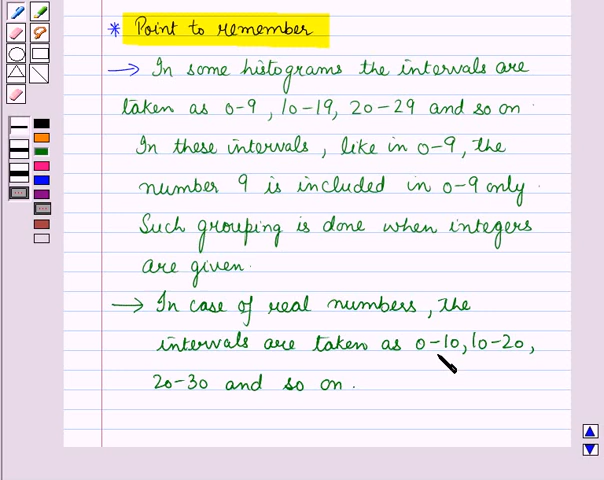 * Point to remember
→ In some histograms the intervals are
taken as 0-9, 10-19, 20-29 and so on.
In these intervals, like in 0-9, the
number 9 is included in 0-9 only.
Such grouping is done when integers
are given.
→ In case of real numbers, the
intervals are taken as 0-10, 10-20,
20-30 and so on.